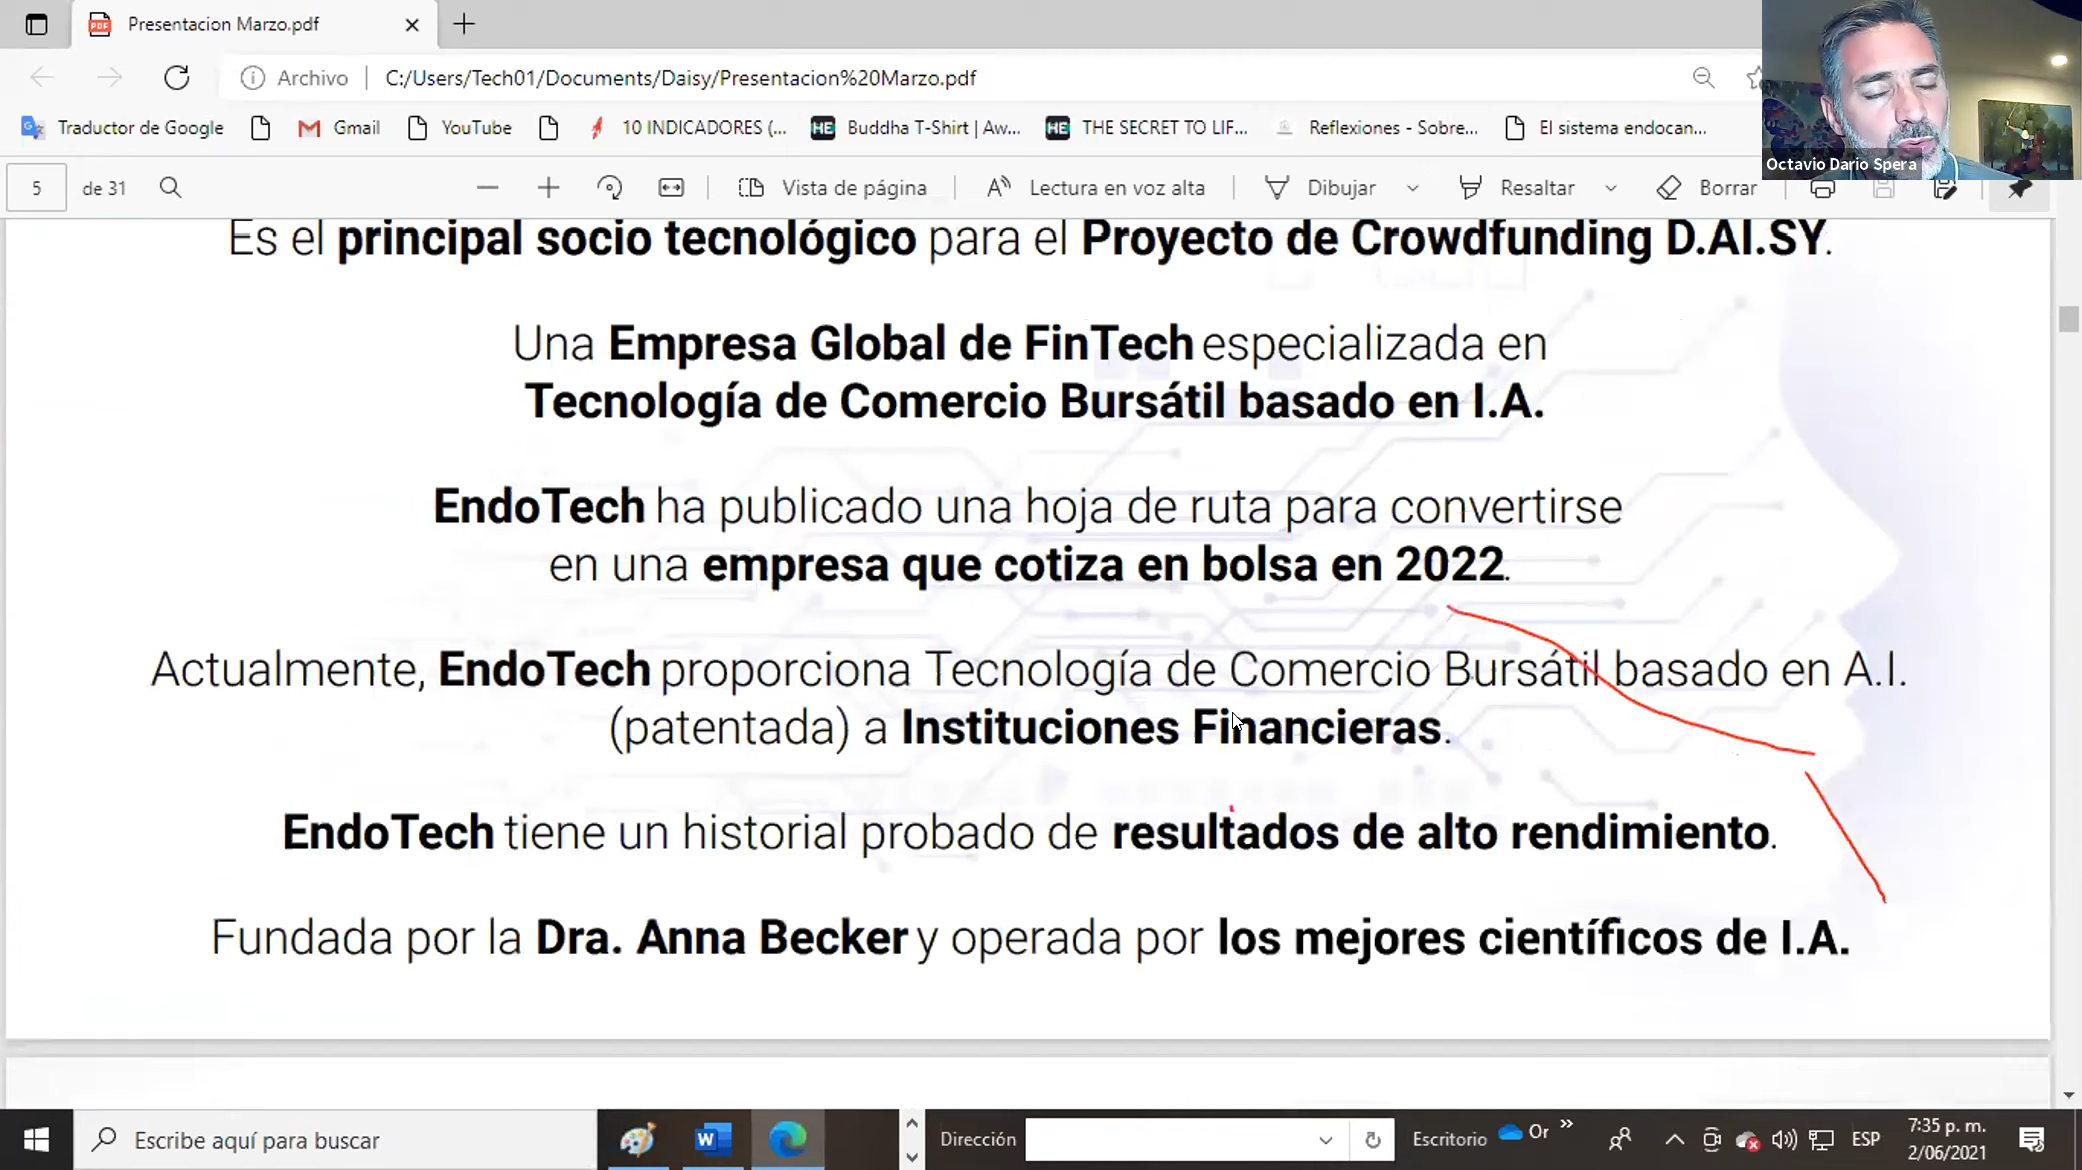 Presentacion Marzo.pdf
Archivo C:/Users/Tech01/Documents/Daisy/Presentacion%20Marzo.pdf
Traductor de Google Gmail YouTube 10 INDICADORES (... Buddha T-Shirt | Aw... THE SECRET TO LIF... Reflexiones - Sobre... El sistema endocan...
Octavio Dario Spera
5 de 31 Vista de página Lectura en voz alta Dibujar Resaltar Borrar
Es el principal socio tecnológico para el Proyecto de Crowdfunding D.AI.SY.
Una Empresa Global de FinTech especializada en
Tecnología de Comercio Bursátil basado en I.A.
EndoTech ha publicado una hoja de ruta para convertirse
en una empresa que cotiza en bolsa en 2022.
Actualmente, EndoTech proporciona Tecnología de Comercio Bursátil basado en A.I.
(patentada) a Instituciones Financieras.
EndoTech tiene un historial probado de resultados de alto rendimiento.
Fundada por la Dra. Anna Becker y operada por los mejores científicos de I.A.
Escribe aquí para buscar Dirección Escritorio Or ESP 7:35 p. m.
2/06/2021